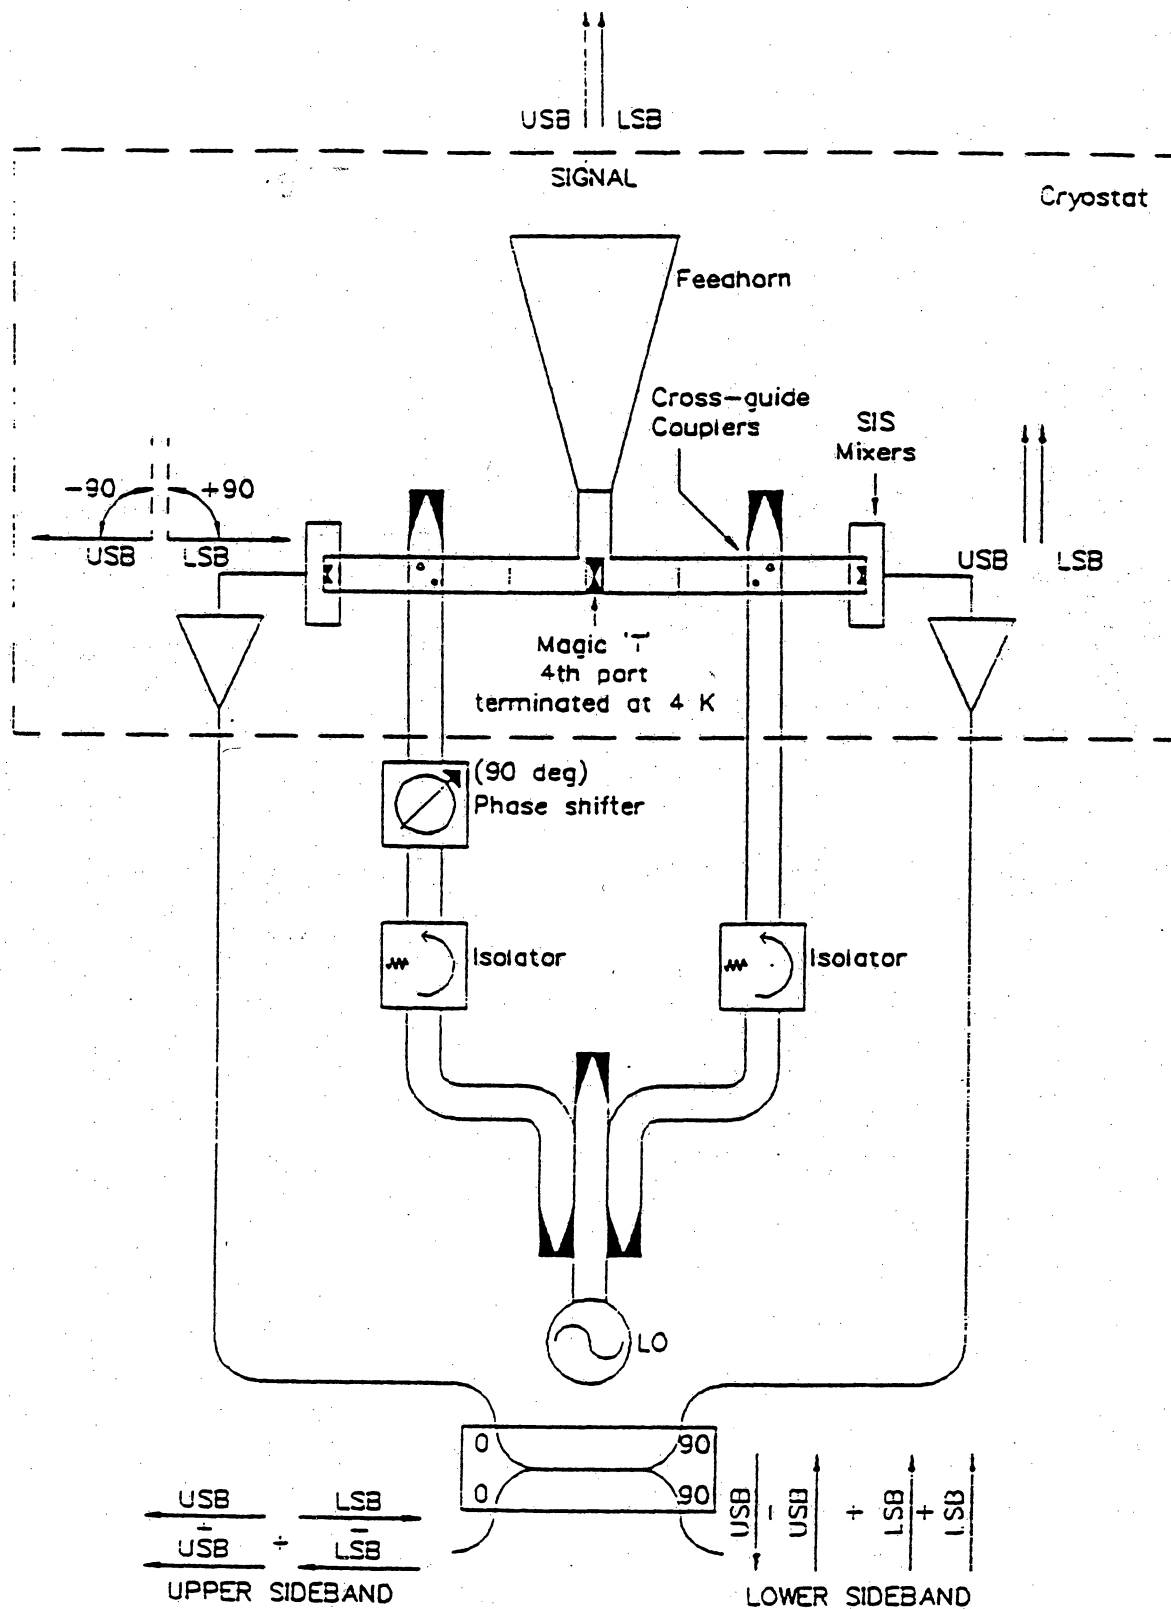 USB LSB
SIGNAL
Cryostat
Feedhorn
Cross-guide
Couplers
SIS
Mixers
-90 +90
USB LSB
USB LSB
Magic 'T'
4th port
terminated at 4 K
(90 deg)
Phase shifter
Isolator
Isolator
LO
0 90
0 90
USB LSB
+ -
USB + LSB
UPPER SIDEBAND
USB - USB + LSB + LSB
LOWER SIDEBAND